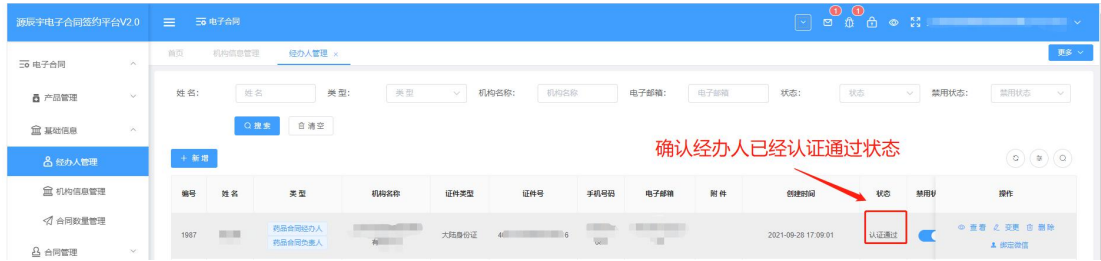 源辰宇电子合同签约平台V2.0
电子合同
1
1
电子合同
产品管理
基础信息
经办人管理
机构信息管理
合同数量管理
合同管理
首页
机构信息管理
经办人管理 ×
更多
姓名:
姓名
类型:
类型
机构名称:
机构名称
电子邮箱:
电子邮箱
状态:
状态
禁用状态:
禁用状态
搜索
清空
确认经办人已经认证通过状态
+ 新增
编号 姓名 类型 机构名称 证件类型 证件号 手机号码 电子邮箱 附件 创建时间 状态 禁用 操作
1987
药品合同经办人
药品合同负责人
大陆身份证
4
6
2021-09-28 17:09:01
认证通过
查看 变更 删除
绑定微信